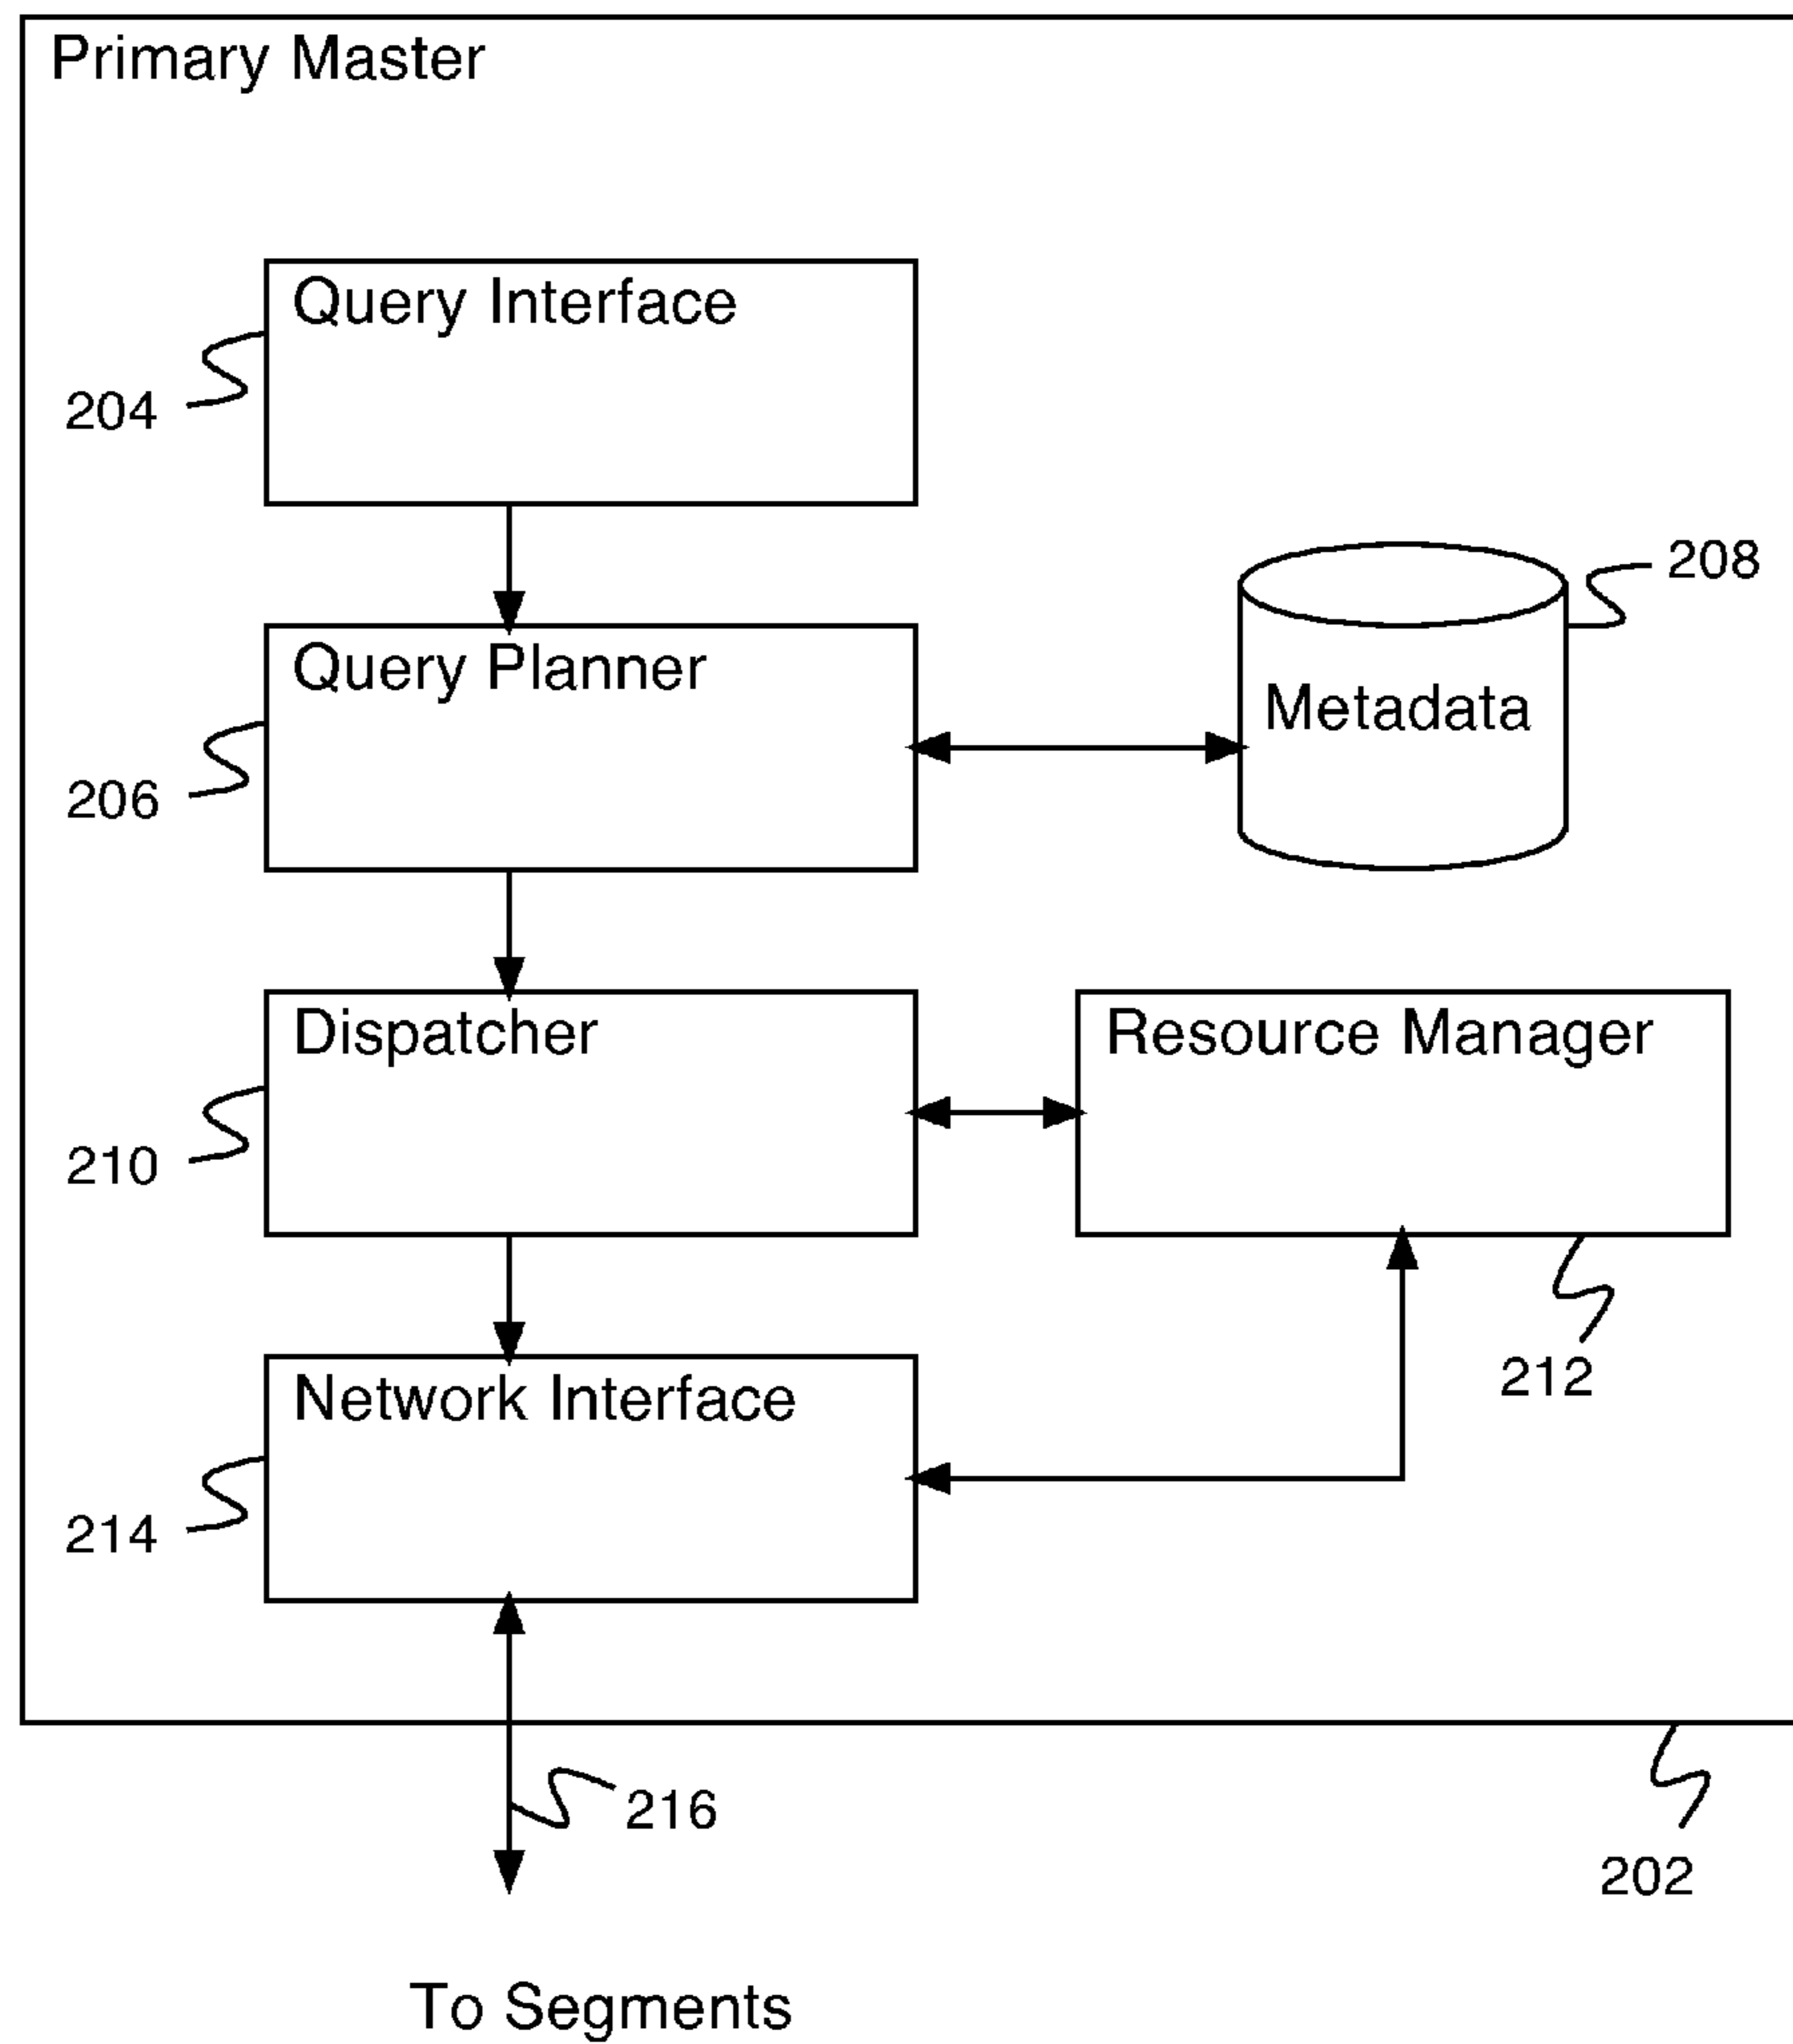 Primary Master
Query Interface
204
208
Query Planner
Metadata
206
Dispatcher
Resource Manager
210
212
Network Interface
214
216
202
To Segments